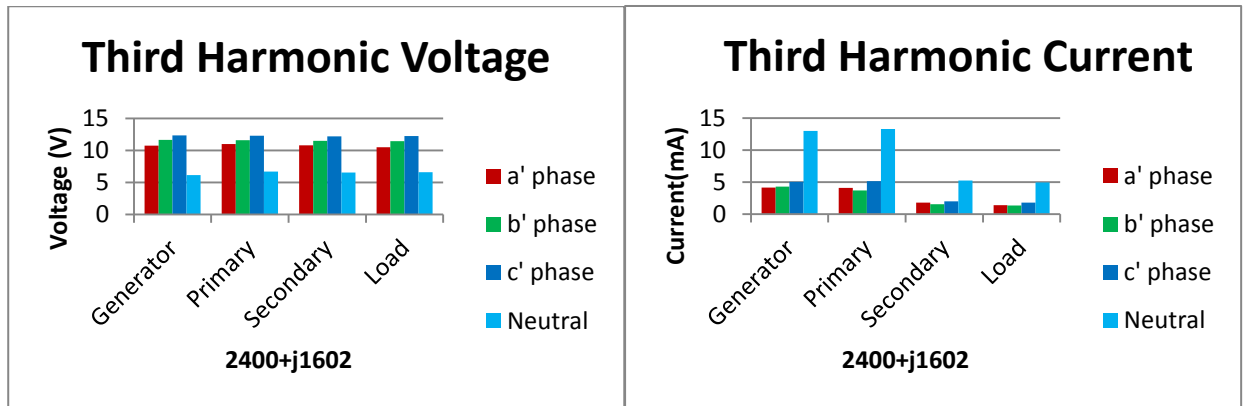 Third Harmonic Voltage
Voltage (V)
15
10
5
0
Generator
Primary
Secondary
Load
2400+j1602
a' phase
b' phase
c' phase
Neutral
Third Harmonic Current
Current(mA)
15
10
5
0
Generator
Primary
Secondary
Load
2400+j1602
a' phase
b' phase
c' phase
Neutral